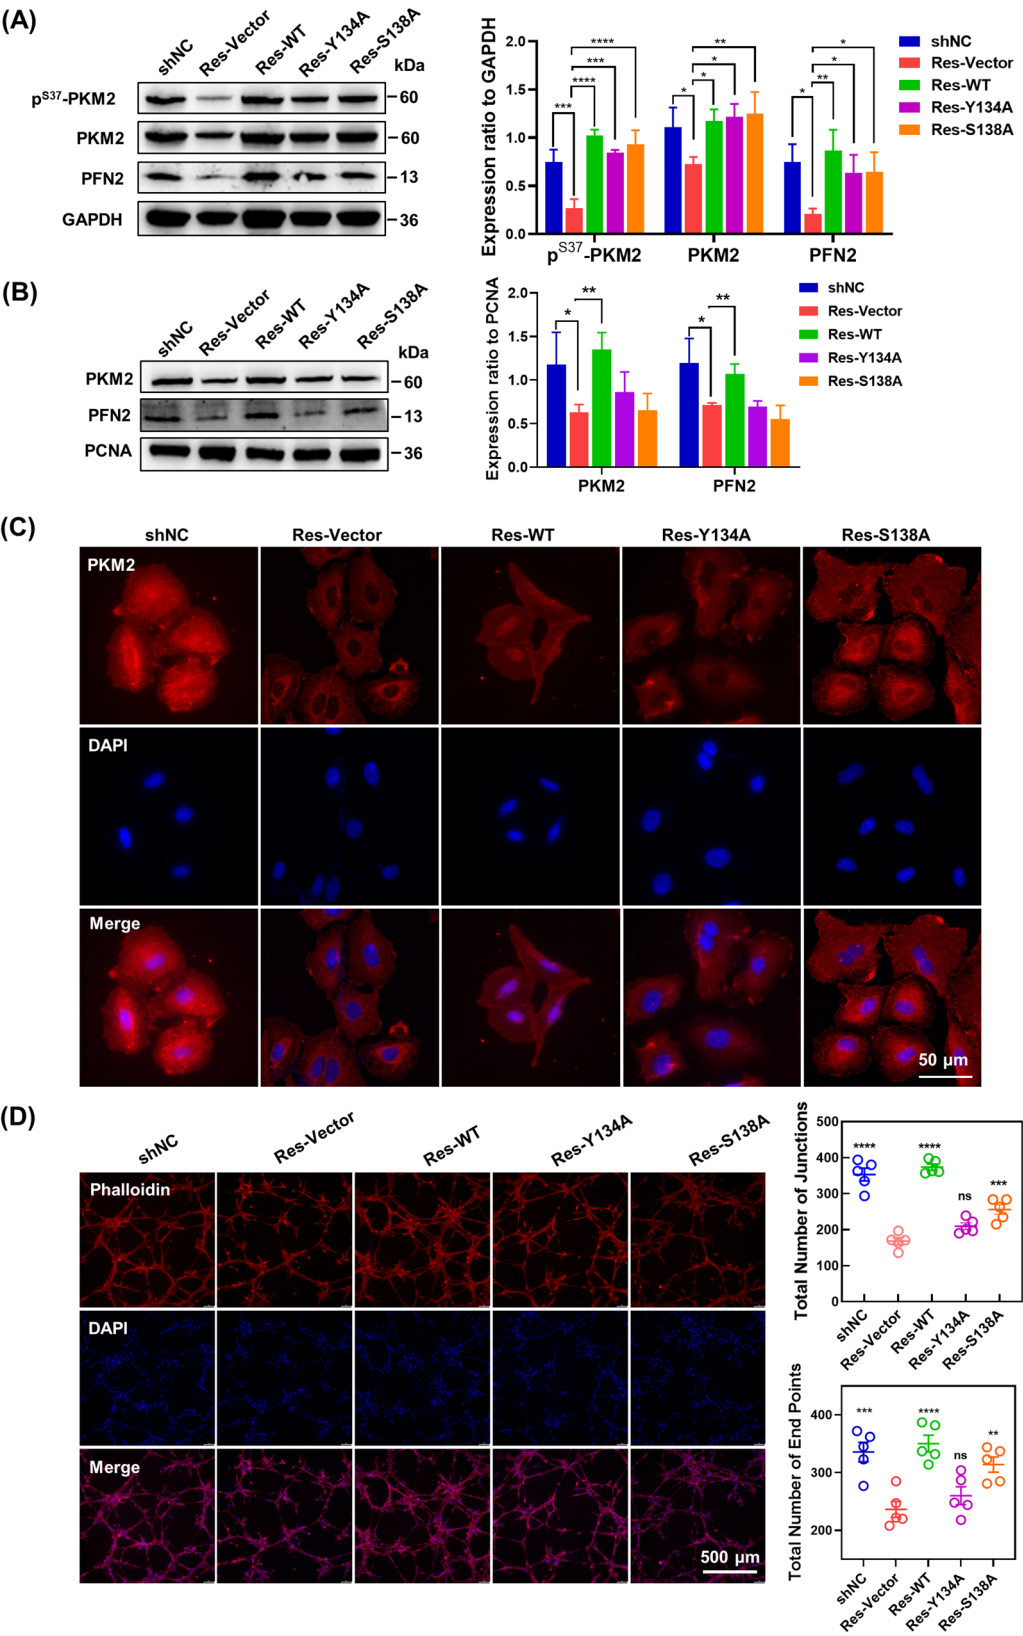 (A)
shNC
Res-Vector
Res-WT
Res-Y134A
Res-S138A
kDa
pS37-PKM2
60
PKM2
60
PFN2
13
GAPDH
36
Expression ratio to GAPDH
2.0
1.5
1.0
0.5
0.0
***
****
***
****
*
*
*
**
*
**
*
*
pS37-PKM2
PKM2
PFN2
shNC
Res-Vector
Res-WT
Res-Y134A
Res-S138A
(B)
shNC
Res-Vector
Res-WT
Res-Y134A
Res-S138A
kDa
PKM2
60
PFN2
13
PCNA
36
Expression ratio to PCNA
2.0
1.5
1.0
0.5
0.0
*
**
*
**
PKM2
PFN2
shNC
Res-Vector
Res-WT
Res-Y134A
Res-S138A
(C)
shNC
Res-Vector
Res-WT
Res-Y134A
Res-S138A
PKM2
DAPI
Merge
50 µm
(D)
shNC
Res-Vector
Res-WT
Res-Y134A
Res-S138A
Phalloidin
DAPI
Merge
500 µm
Total Number of Junctions
500
400
300
200
100
0
****
****
ns
***
shNC
Res-Vector
Res-WT
Res-Y134A
Res-S138A
Total Number of End Points
400
300
200
***
****
ns
**
shNC
Res-Vector
Res-WT
Res-Y134A
Res-S138A